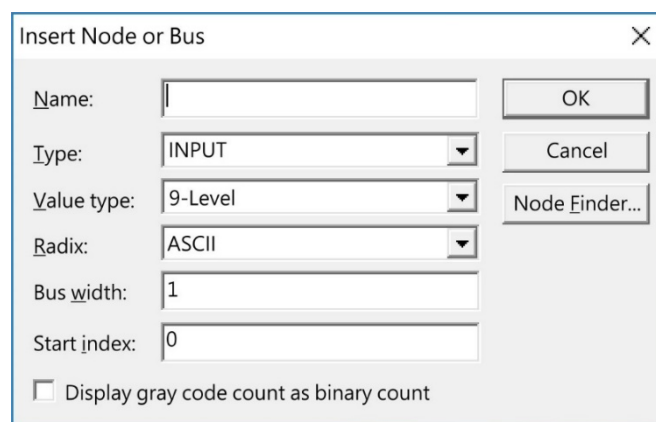 Insert Node or Bus
Name:
OK
Type: INPUT
Cancel
Value type: 9-Level
Node Finder...
Radix: ASCII
Bus width: 1
Start index: 0
Display gray code count as binary count